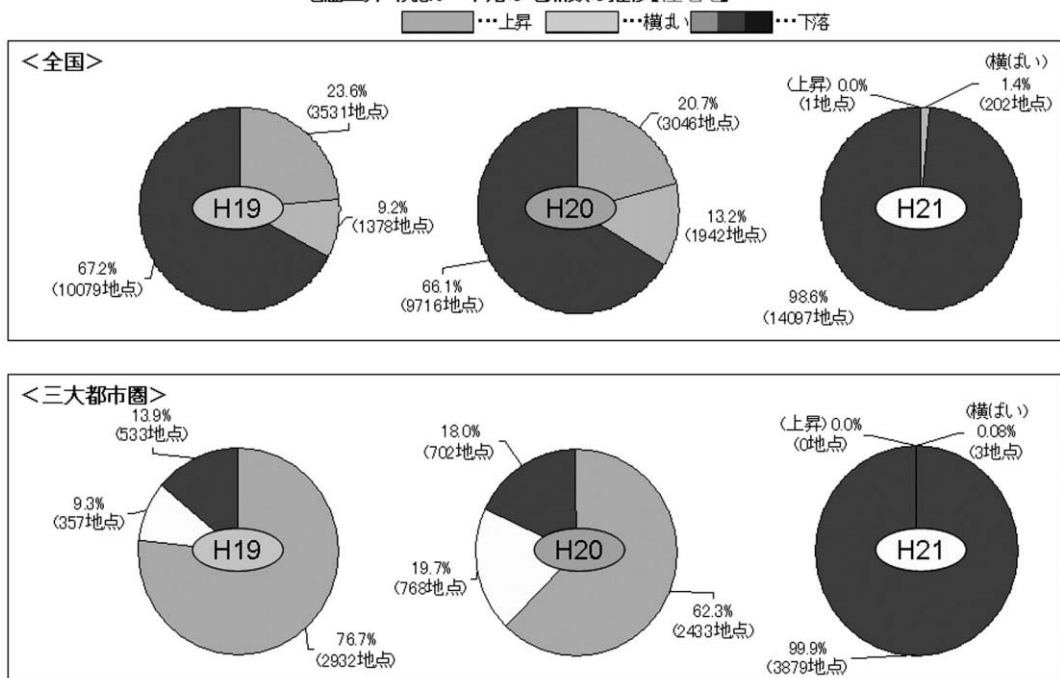 …上昇 …横ばい …下落
＜全国＞
23.6%
(3531地点)
9.2%
(1378地点)
67.2%
(10079地点)
H19
20.7%
(3046地点)
13.2%
(1942地点)
66.1%
(9716地点)
H20
(上昇) 0.0%
(1地点)
(横ばい)
1.4%
(202地点)
98.6%
(14097地点)
H21
＜三大都市圏＞
13.9%
(533地点)
9.3%
(357地点)
76.7%
(2932地点)
H19
18.0%
(702地点)
19.7%
(768地点)
62.3%
(2433地点)
H20
(上昇) 0.0%
(0地点)
(横ばい)
0.08%
(3地点)
99.9%
(3879地点)
H21